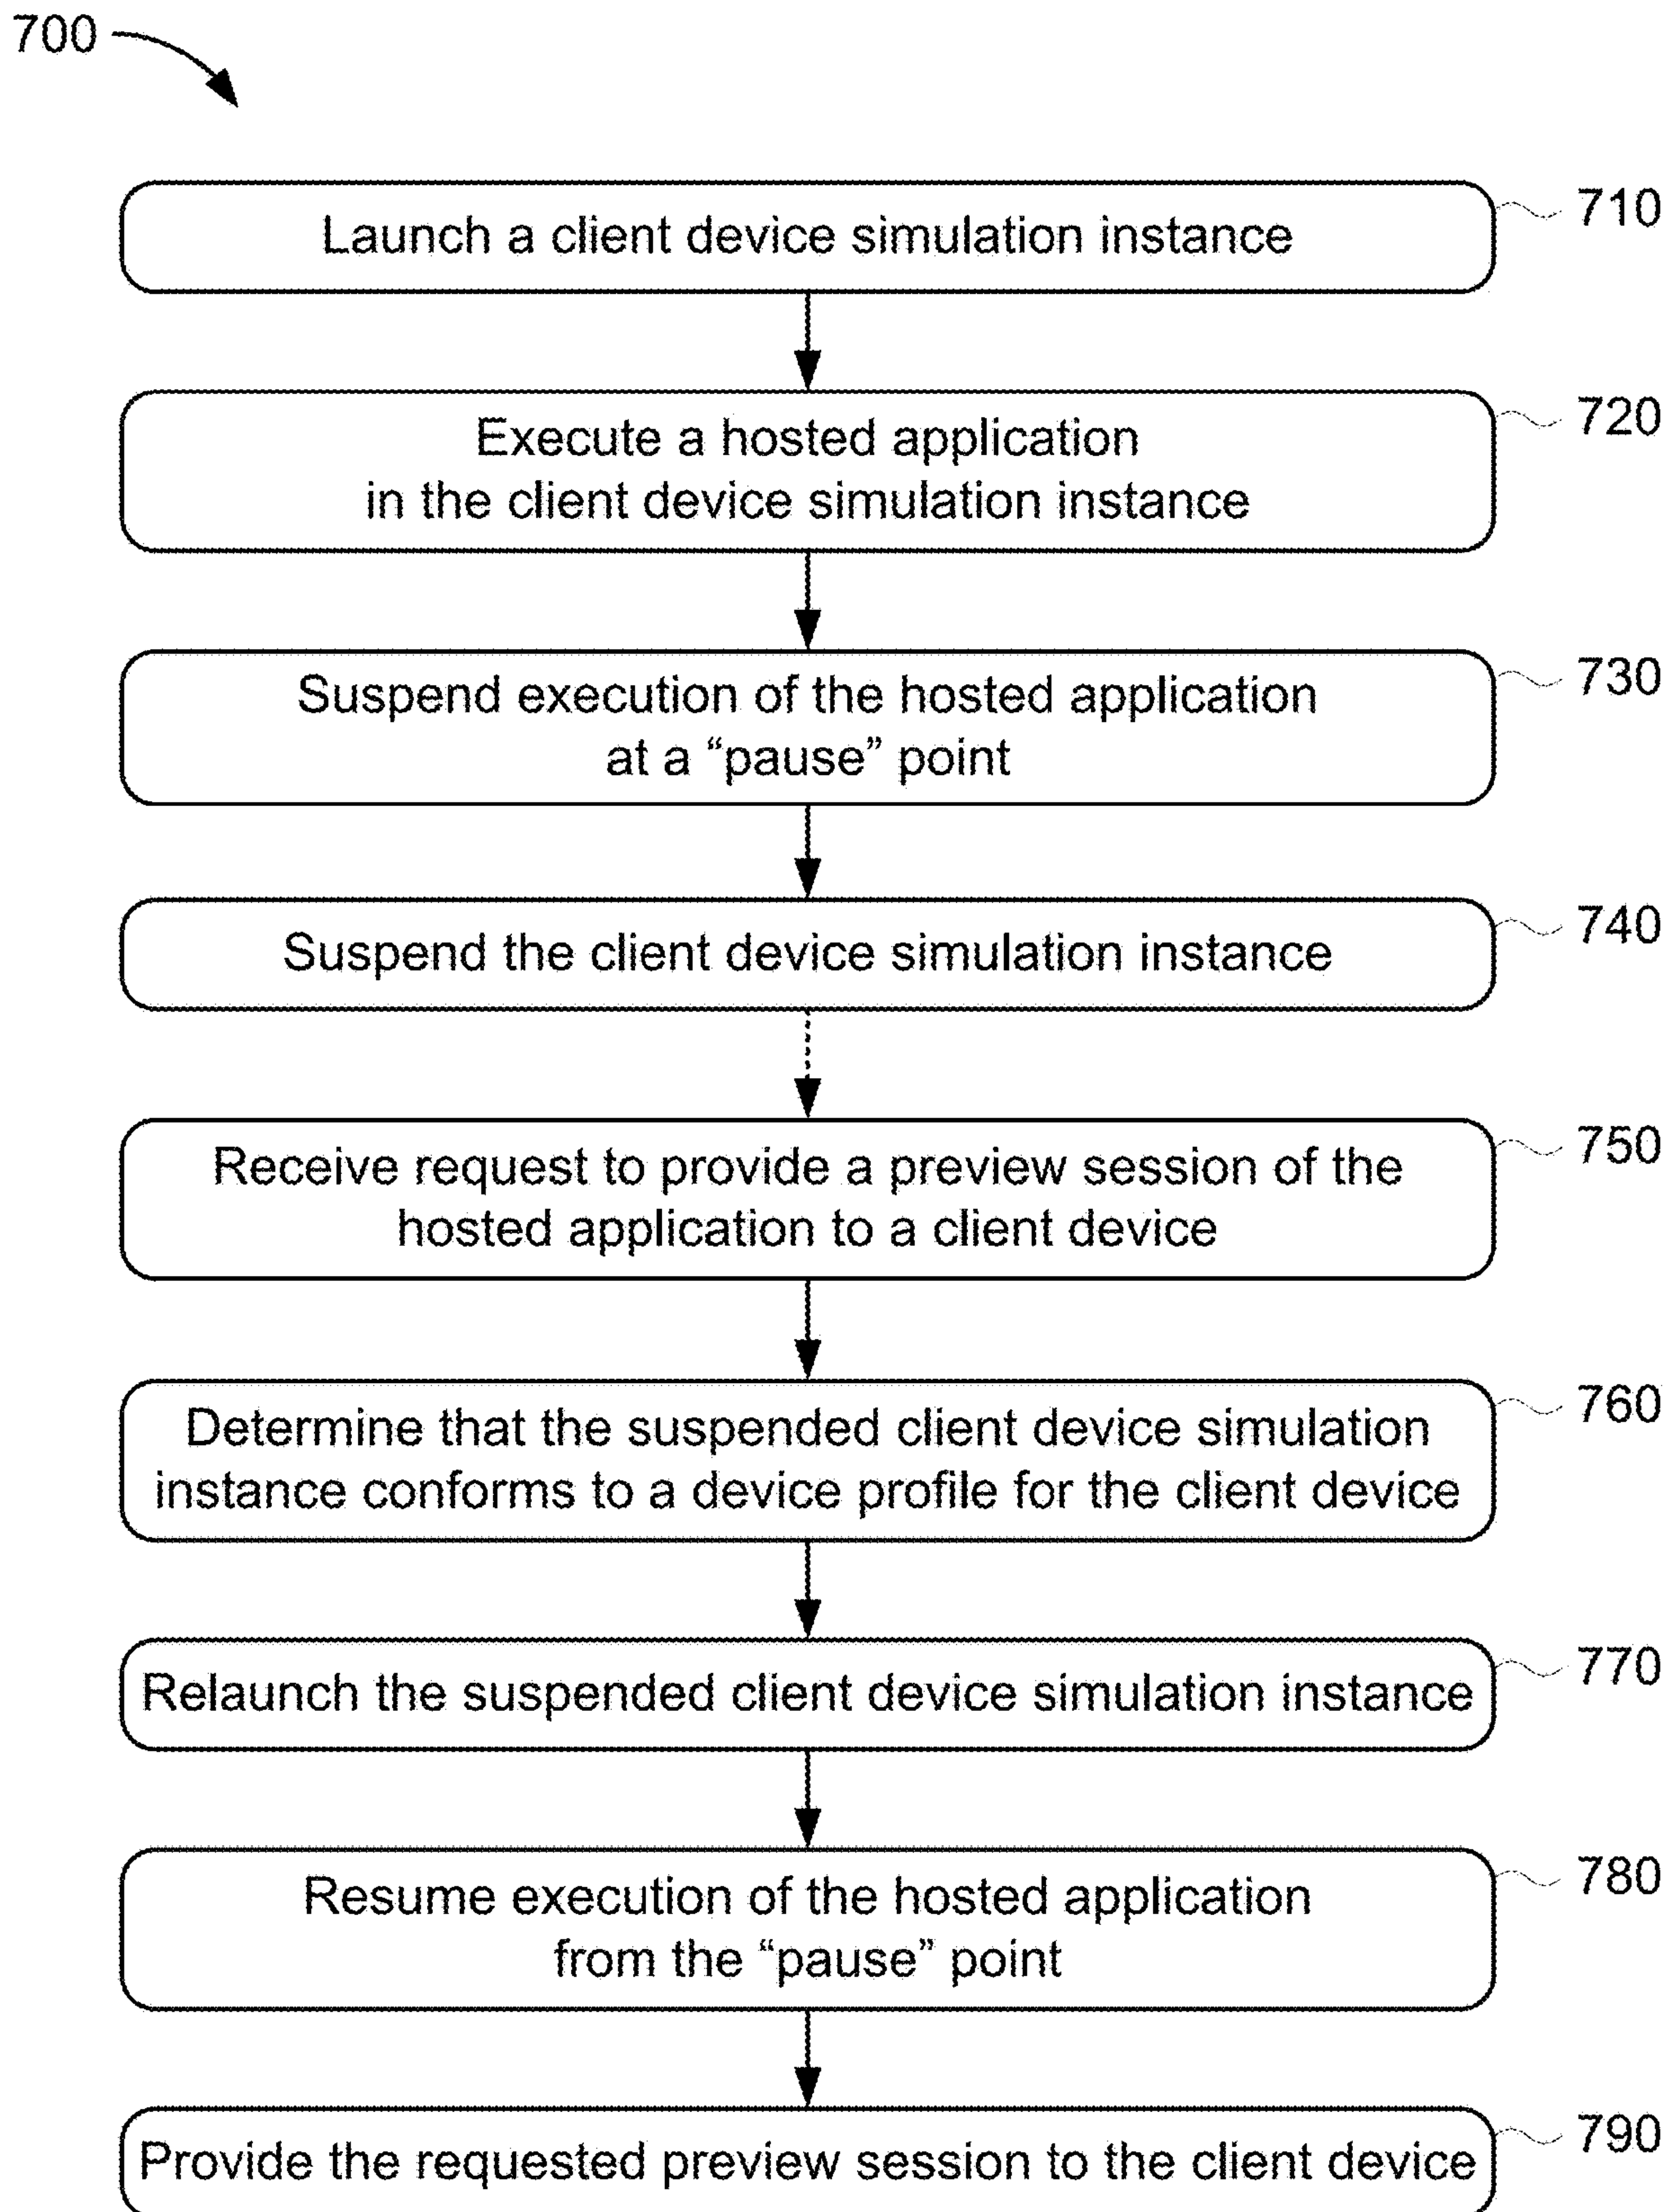 700
Launch a client device simulation instance
710
Execute a hosted application
in the client device simulation instance
720
Suspend execution of the hosted application
at a “pause” point
730
Suspend the client device simulation instance
740
Receive request to provide a preview session of the
hosted application to a client device
750
Determine that the suspended client device simulation
instance conforms to a device profile for the client device
760
Relaunch the suspended client device simulation instance
770
Resume execution of the hosted application
from the “pause” point
780
Provide the requested preview session to the client device
790